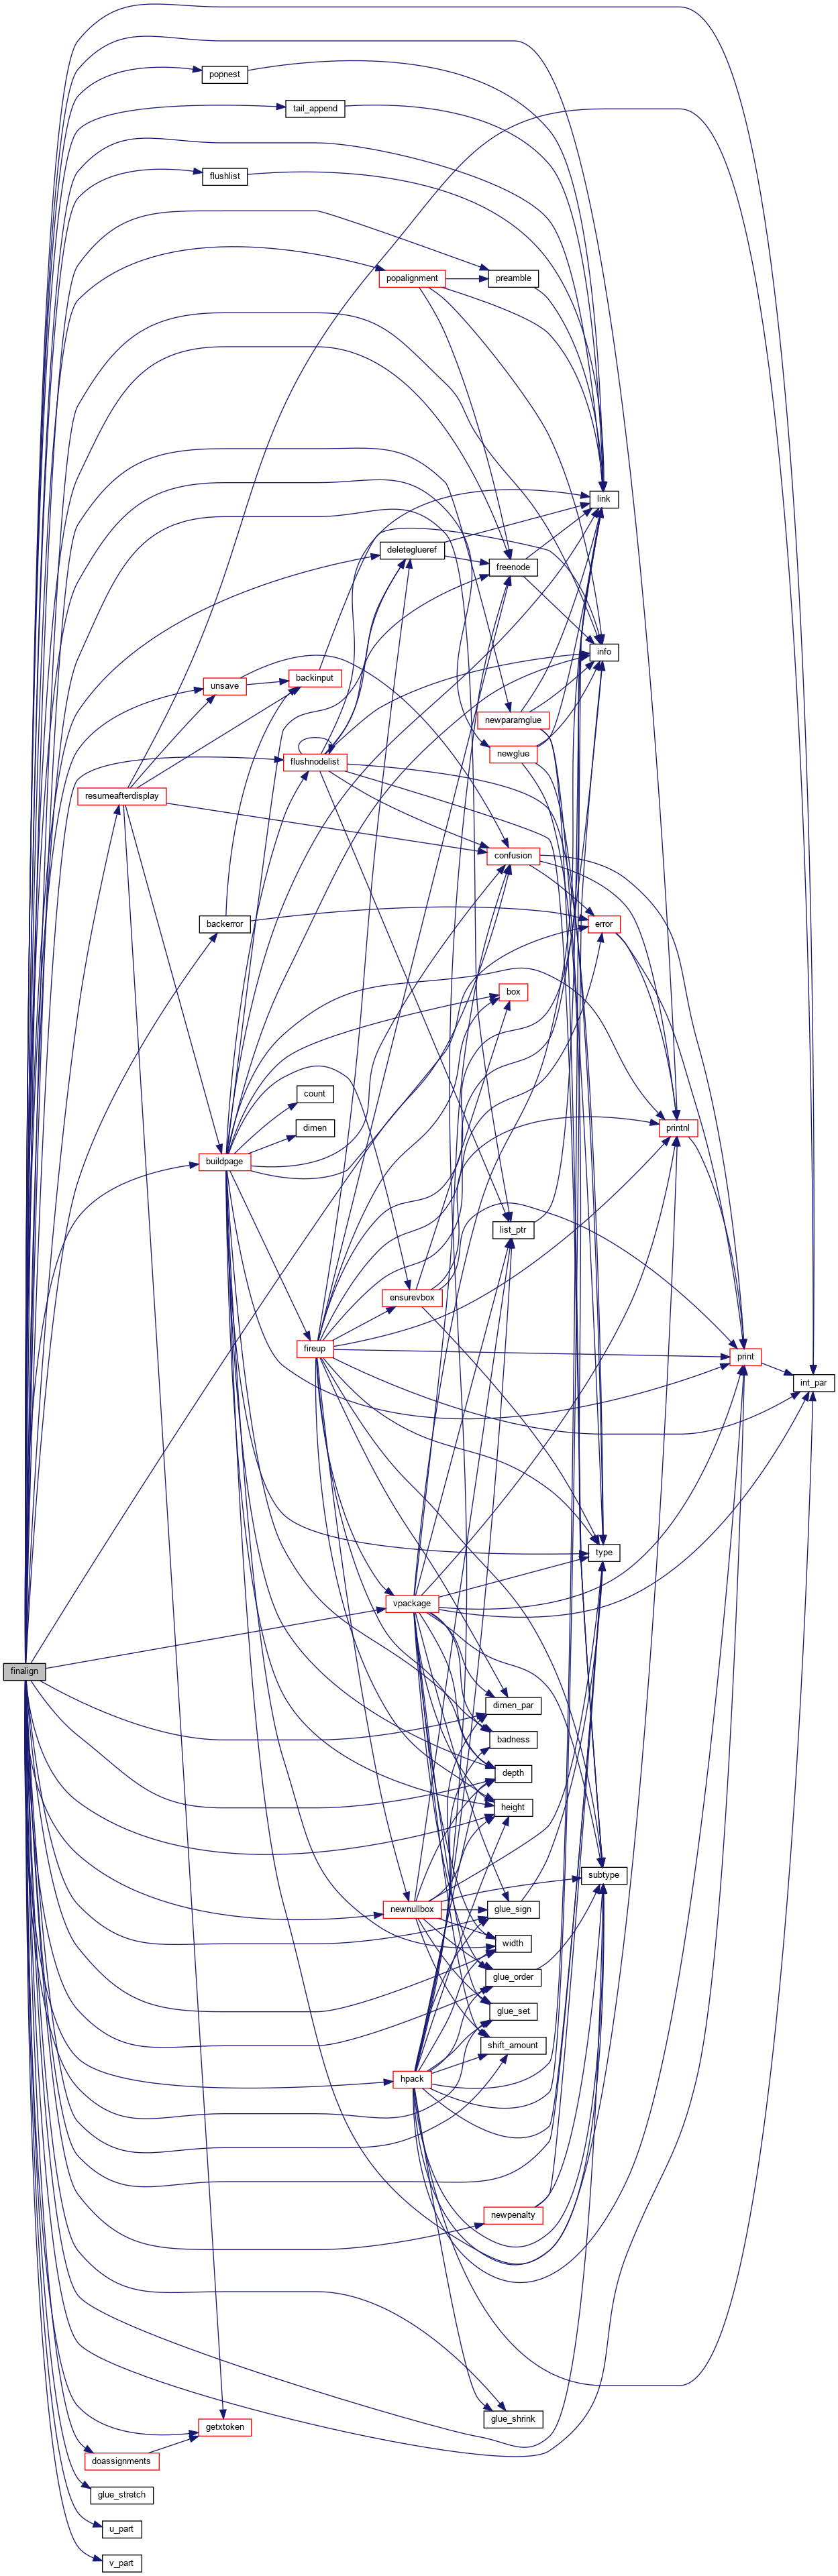 popnest
tail_append
flushlist
popalignment
preamble
link
deleteglueref
freenode
info
unsave
backinput
newparamglue
newglue
flushnodelist
resumeafterdisplay
confusion
backerror
error
box
count
dimen
printnl
buildpage
list_ptr
ensurevbox
fireup
print
int_par
type
vpackage
finalign
dimen_par
badness
depth
height
subtype
newnullbox
glue_sign
width
glue_order
glue_set
shift_amount
hpack
newpenalty
glue_shrink
getxtoken
doassignments
glue_stretch
u_part
v_part